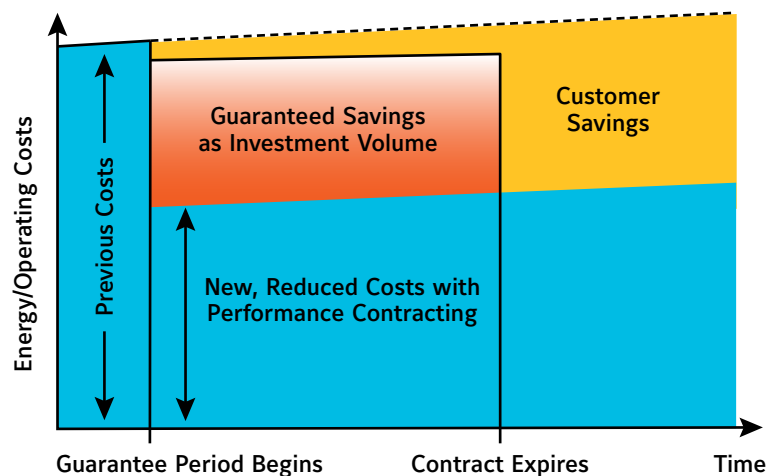 Energy/Operating Costs
Previous Costs
Guaranteed Savings
as Investment Volume
Customer
Savings
New, Reduced Costs with
Performance Contracting
Guarantee Period Begins
Contract Expires
Time